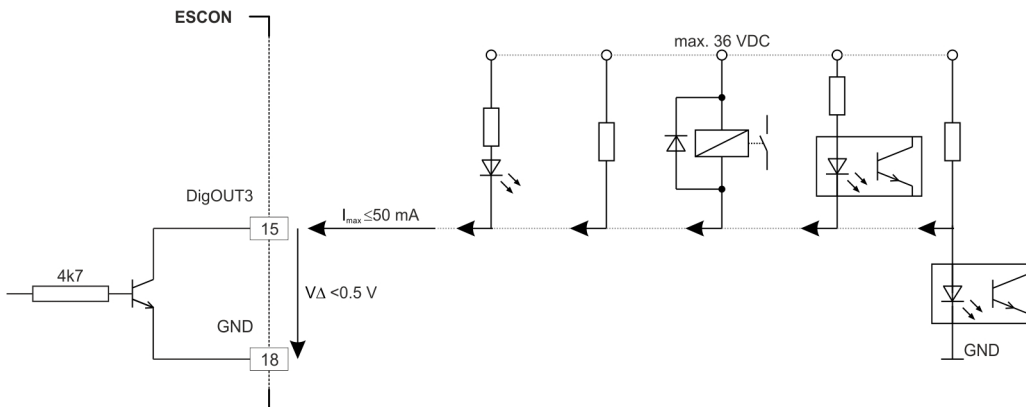 ESCON
max. 36 VDC
DigOUT3
15
Imax ≤50 mA
4k7
V∆ <0.5 V
GND
18
GND